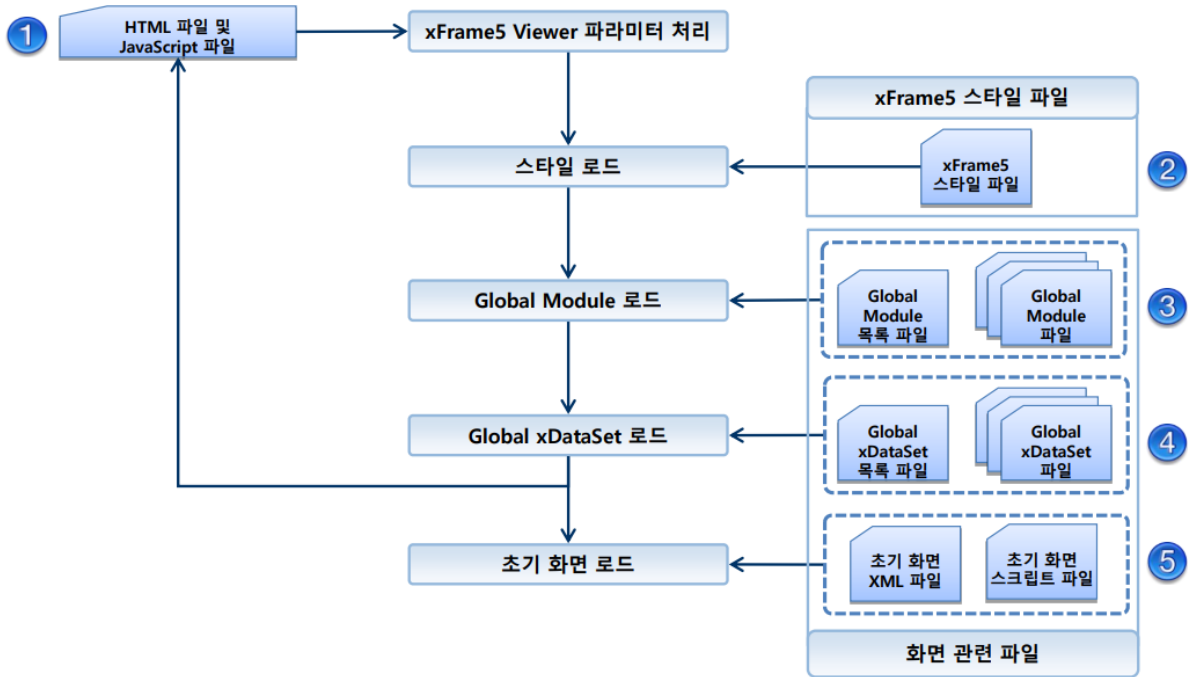 ①
HTML 파일 및
JavaScript 파일
xFrame5 Viewer 파라미터 처리
xFrame5 스타일 파일
스타일 로드
xFrame5
스타일 파일
②
Global Module 로드
Global
Module
목록 파일
Global
Module
파일
③
Global xDataSet 로드
Global
xDataSet
목록 파일
Global
xDataSet
파일
④
초기 화면 로드
초기 화면
XML 파일
초기 화면
스크립트 파일
⑤
화면 관련 파일